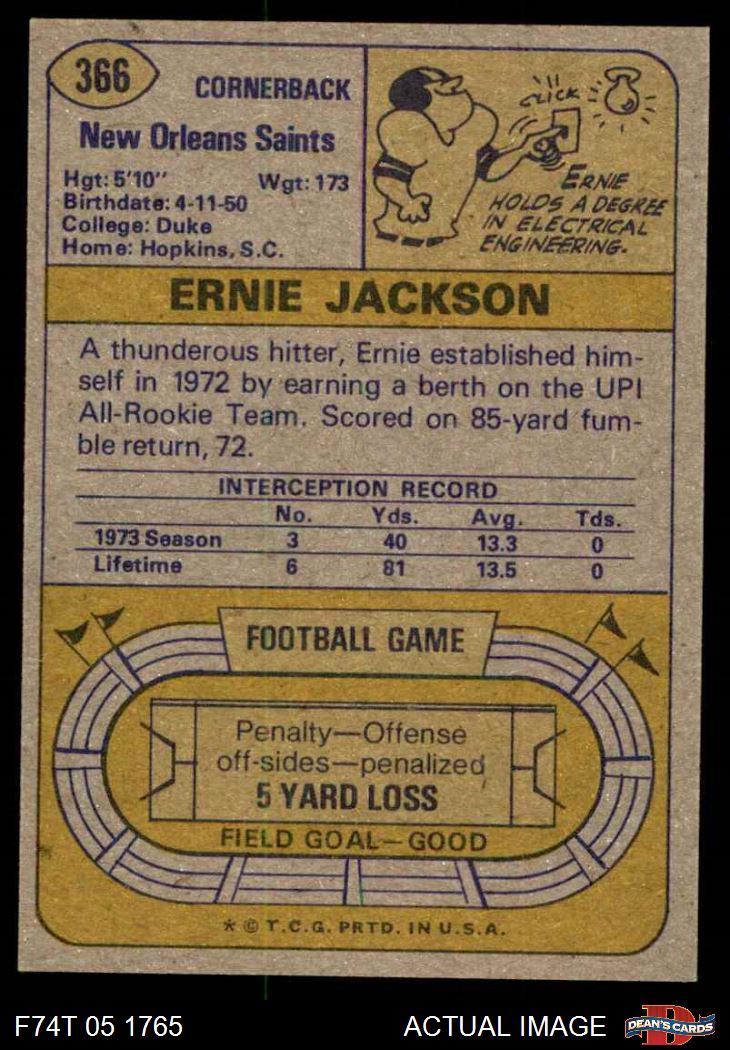 366
CORNERBACK
New Orleans Saints
Hgt: 5'10" Wgt: 173
Birthdate: 4-11-50
College: Duke
Home: Hopkins, S.C.
CLICK
ERNIE
HOLDS A DEGREE
IN ELECTRICAL
ENGINEERING.
ERNIE JACKSON
A thunderous hitter, Ernie established him-
self in 1972 by earning a berth on the UPI
All-Rookie Team. Scored on 85-yard fum-
ble return, 72.
INTERCEPTION RECORD
No. Yds. Avg. Tds.
1973 Season 3 40 13.3 0
Lifetime 6 81 13.5 0
FOOTBALL GAME
Penalty—Offense
off-sides—penalized
5 YARD LOSS
FIELD GOAL—GOOD
* © T.C.G. PRTD. IN U.S.A.
F74T 05 1765 ACTUAL IMAGE
D
DEAN'S CARDS